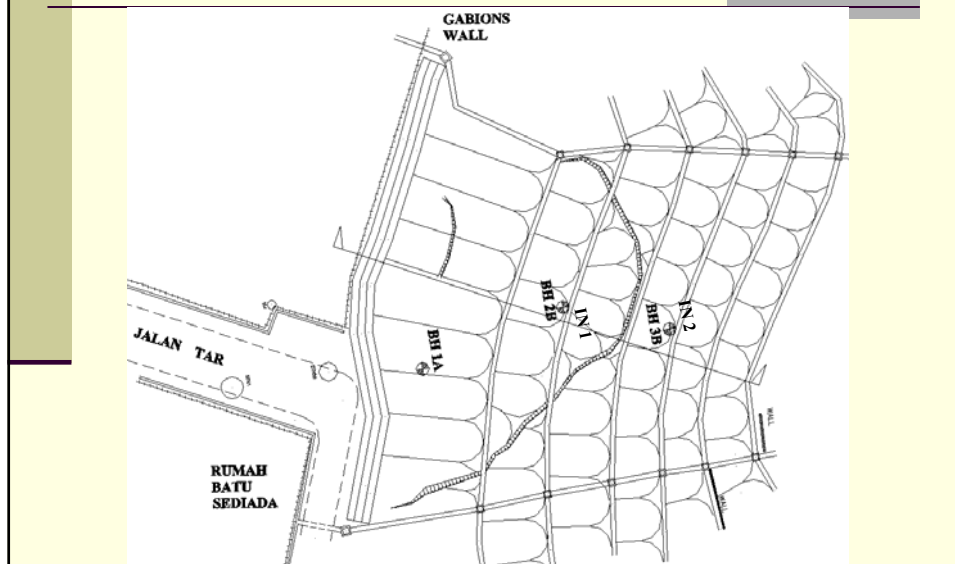 GABIONS
WALL
BH 2B
IN 1
BH 3B
IN 2
BH 1A
JALAN TAR
RUMAH
BATU
SEDIADA
WALL
WALL